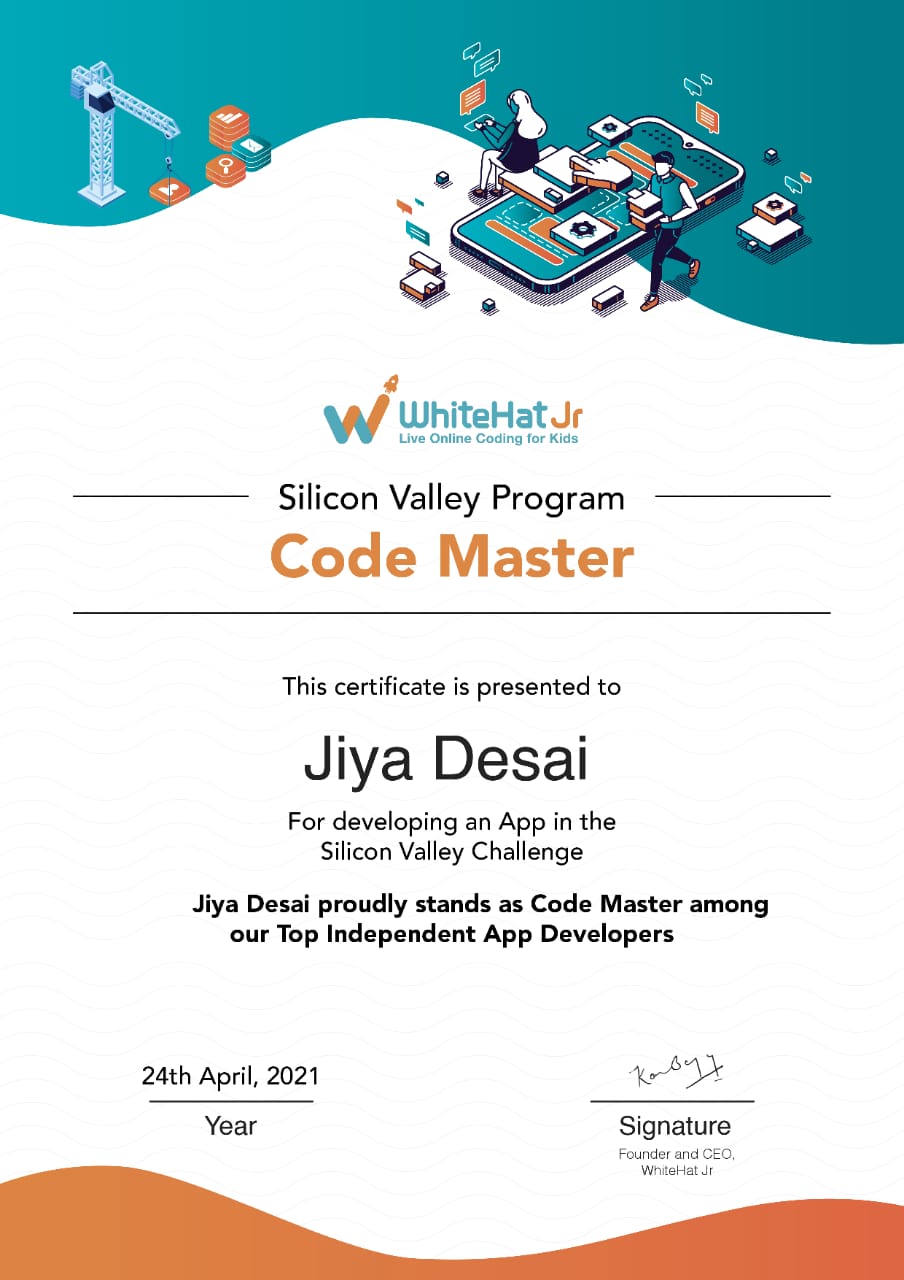 WhiteHat Jr
Live Online Coding for Kids
Silicon Valley Program
Code Master
This certificate is presented to
Jiya Desai
For developing an App in the
Silicon Valley Challenge
Jiya Desai proudly stands as Code Master among
our Top Independent App Developers
24th April, 2021
Year
Signature
Founder and CEO,
WhiteHat Jr